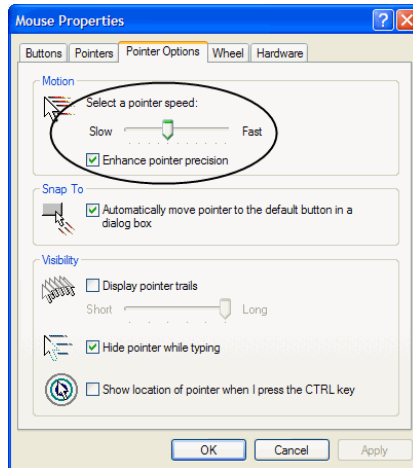 Mouse Properties
Buttons Pointers Pointer Options Wheel Hardware
Motion
Select a pointer speed:
Slow Fast
Enhance pointer precision
Snap To
Automatically move pointer to the default button in a
dialog box
Visibility
Display pointer trails
Short Long
Hide pointer while typing
Show location of pointer when I press the CTRL key
OK Cancel Apply